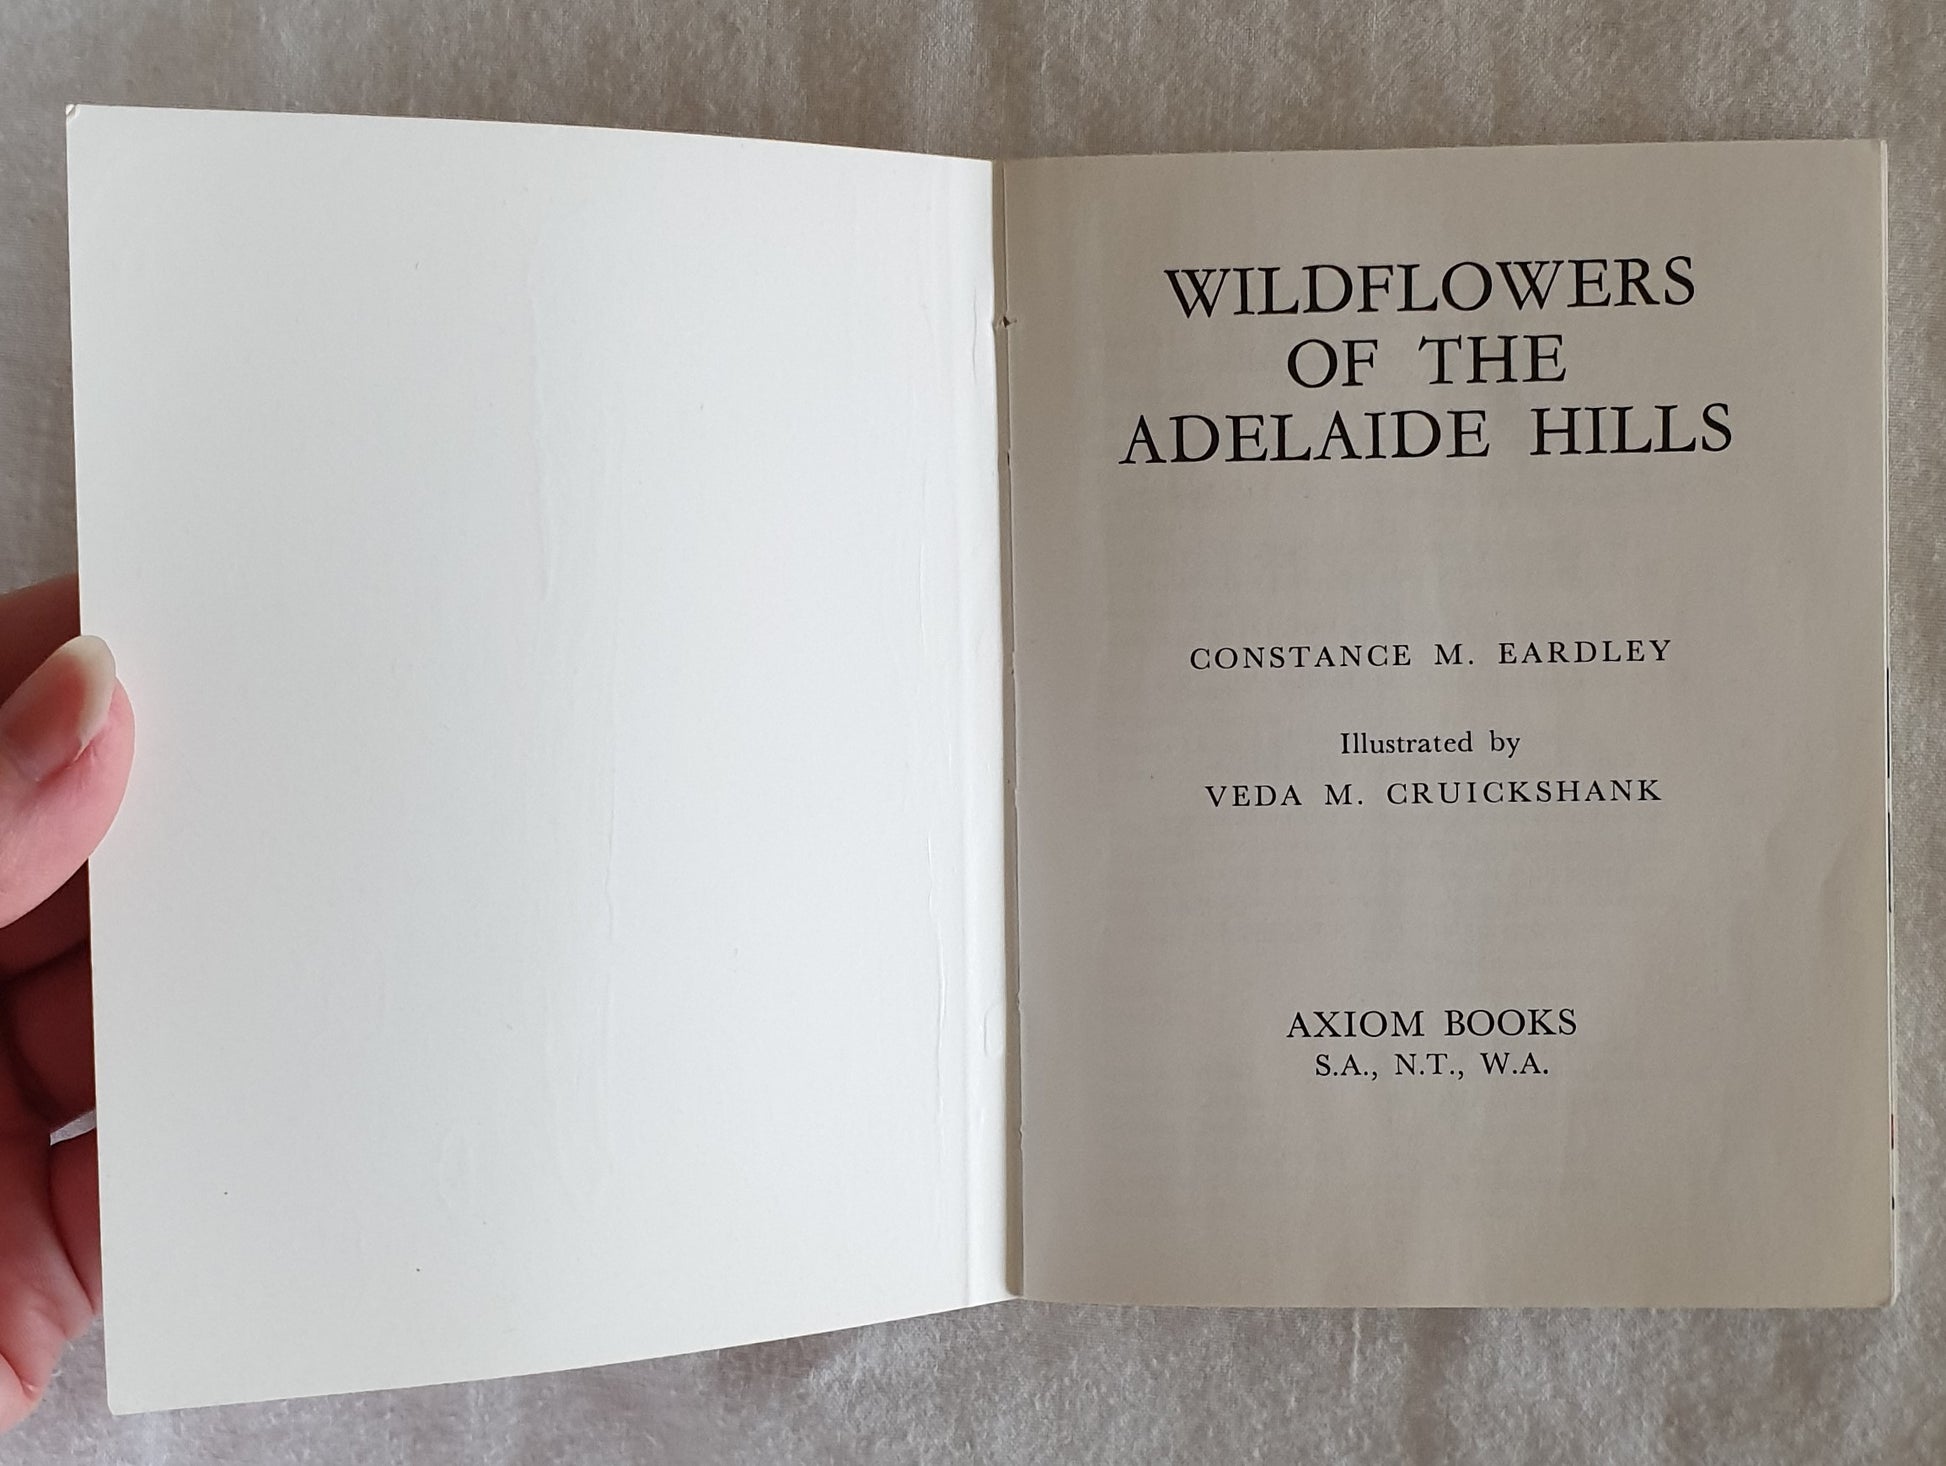 WILDFLOWERS
OF THE
ADELAIDE HILLS
CONSTANCE M. EARDLEY
Illustrated by
VEDA M. CRUICKSHANK
AXIOM BOOKS
S.A., N.T., W.A.